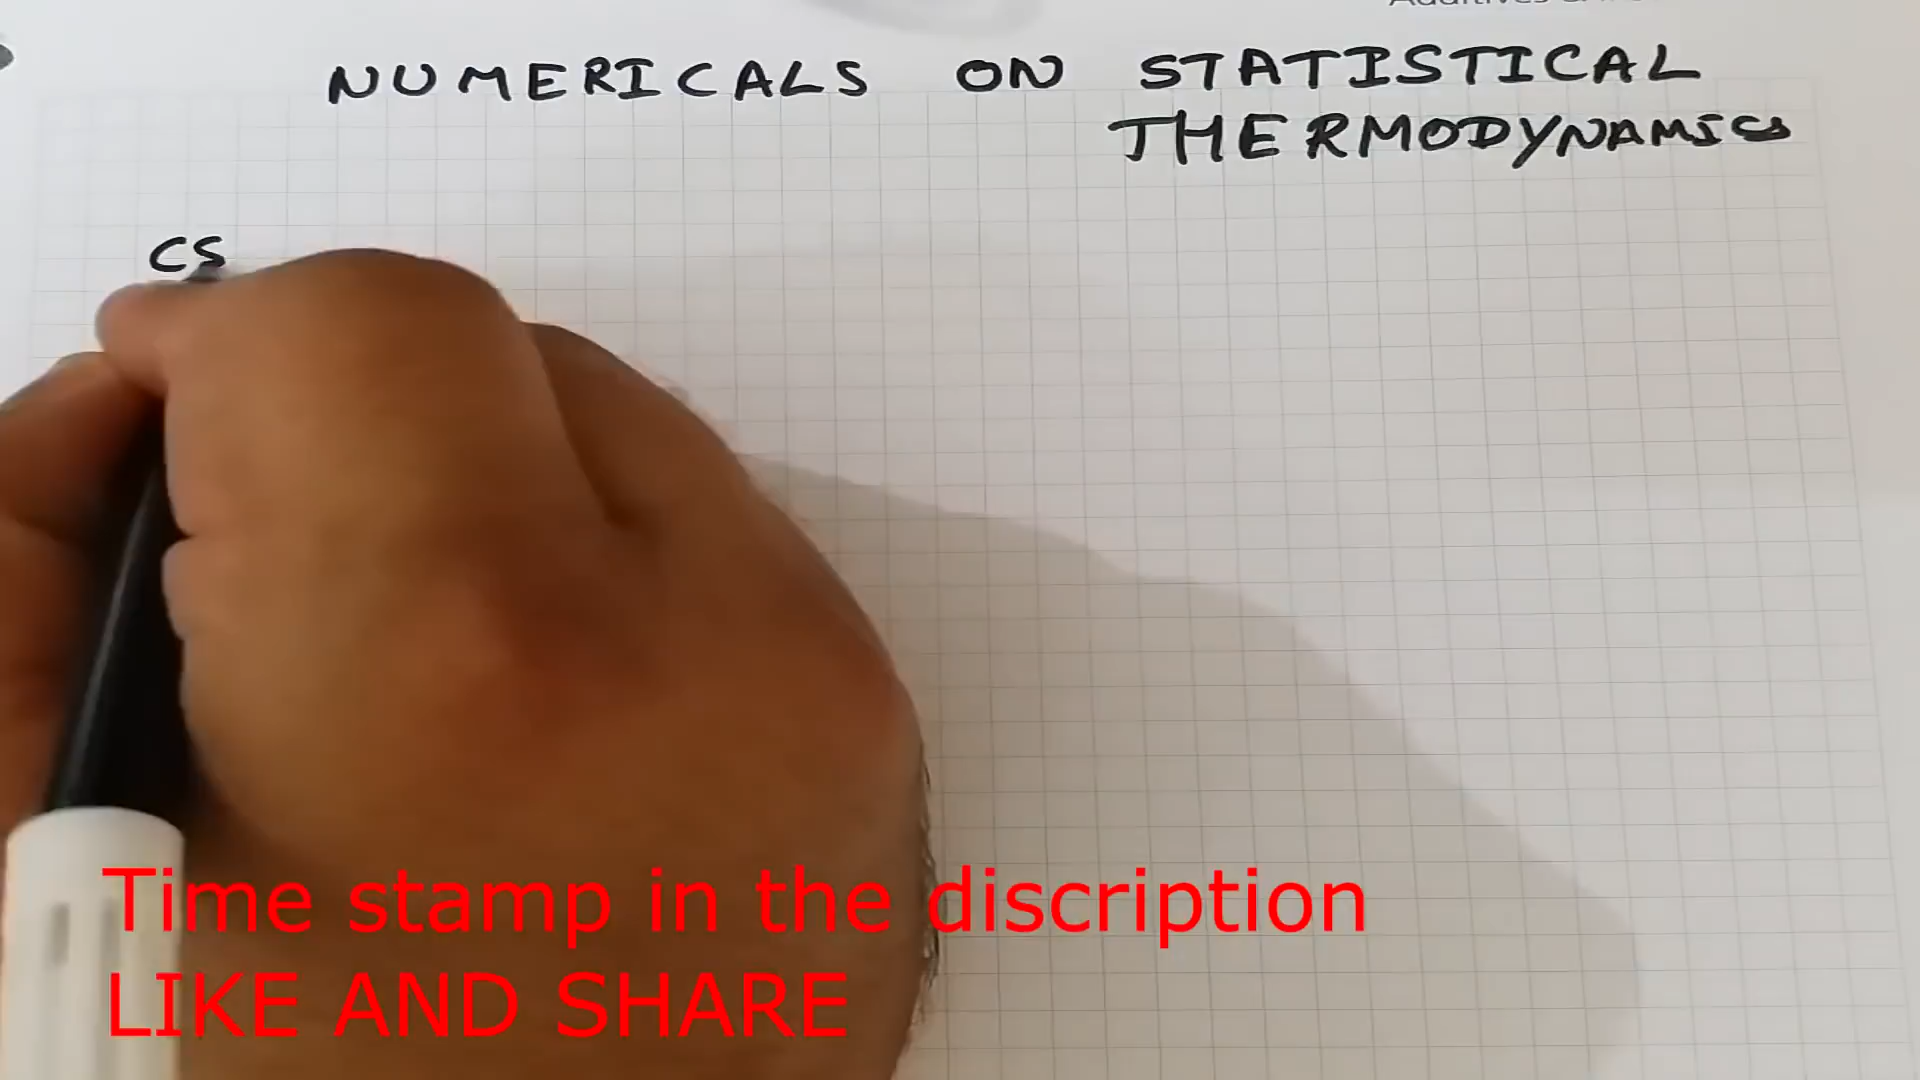 NUMERICALS ON STATISTICAL
THERMODYNAMICS
CS
Time stamp in the discription
LIKE AND SHARE